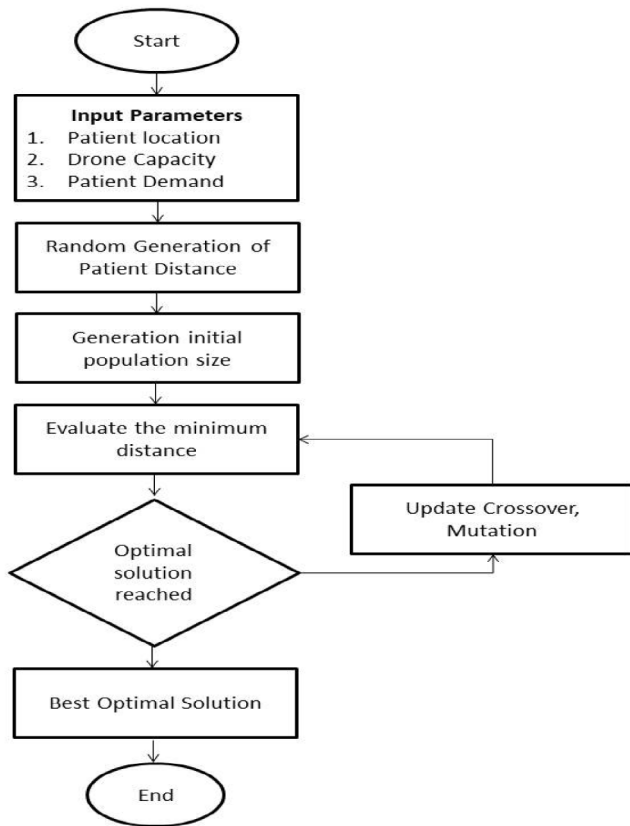 Start
Input Parameters
1. Patient location
2. Drone Capacity
3. Patient Demand
Random Generation of
Patient Distance
Generation initial
population size
Evaluate the minimum
distance
Update Crossover,
Mutation
Optimal
solution
reached
Best Optimal Solution
End